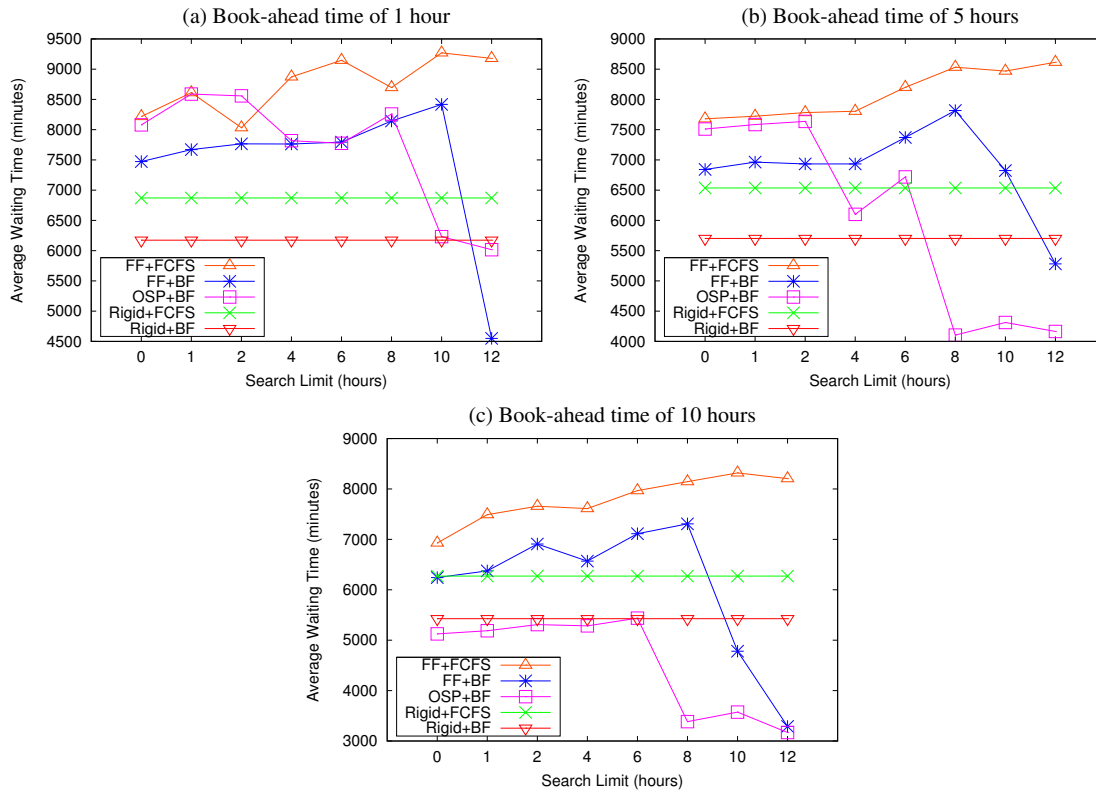 (a) Book-ahead time of 1 hour
Average Waiting Time (minutes)
9500
9000
8500
8000
7500
7000
6500
6000
5500
5000
4500
FF+FCFS
FF+BF
OSP+BF
Rigid+FCFS
Rigid+BF
0 1 2 4 6 8 10 12
Search Limit (hours)
(b) Book-ahead time of 5 hours
Average Waiting Time (minutes)
9000
8500
8000
7500
7000
6500
6000
5500
5000
4500
4000
FF+FCFS
FF+BF
OSP+BF
Rigid+FCFS
Rigid+BF
0 1 2 4 6 8 10 12
Search Limit (hours)
(c) Book-ahead time of 10 hours
Average Waiting Time (minutes)
9000
8000
7000
6000
5000
4000
3000
FF+FCFS
FF+BF
OSP+BF
Rigid+FCFS
Rigid+BF
0 1 2 4 6 8 10 12
Search Limit (hours)